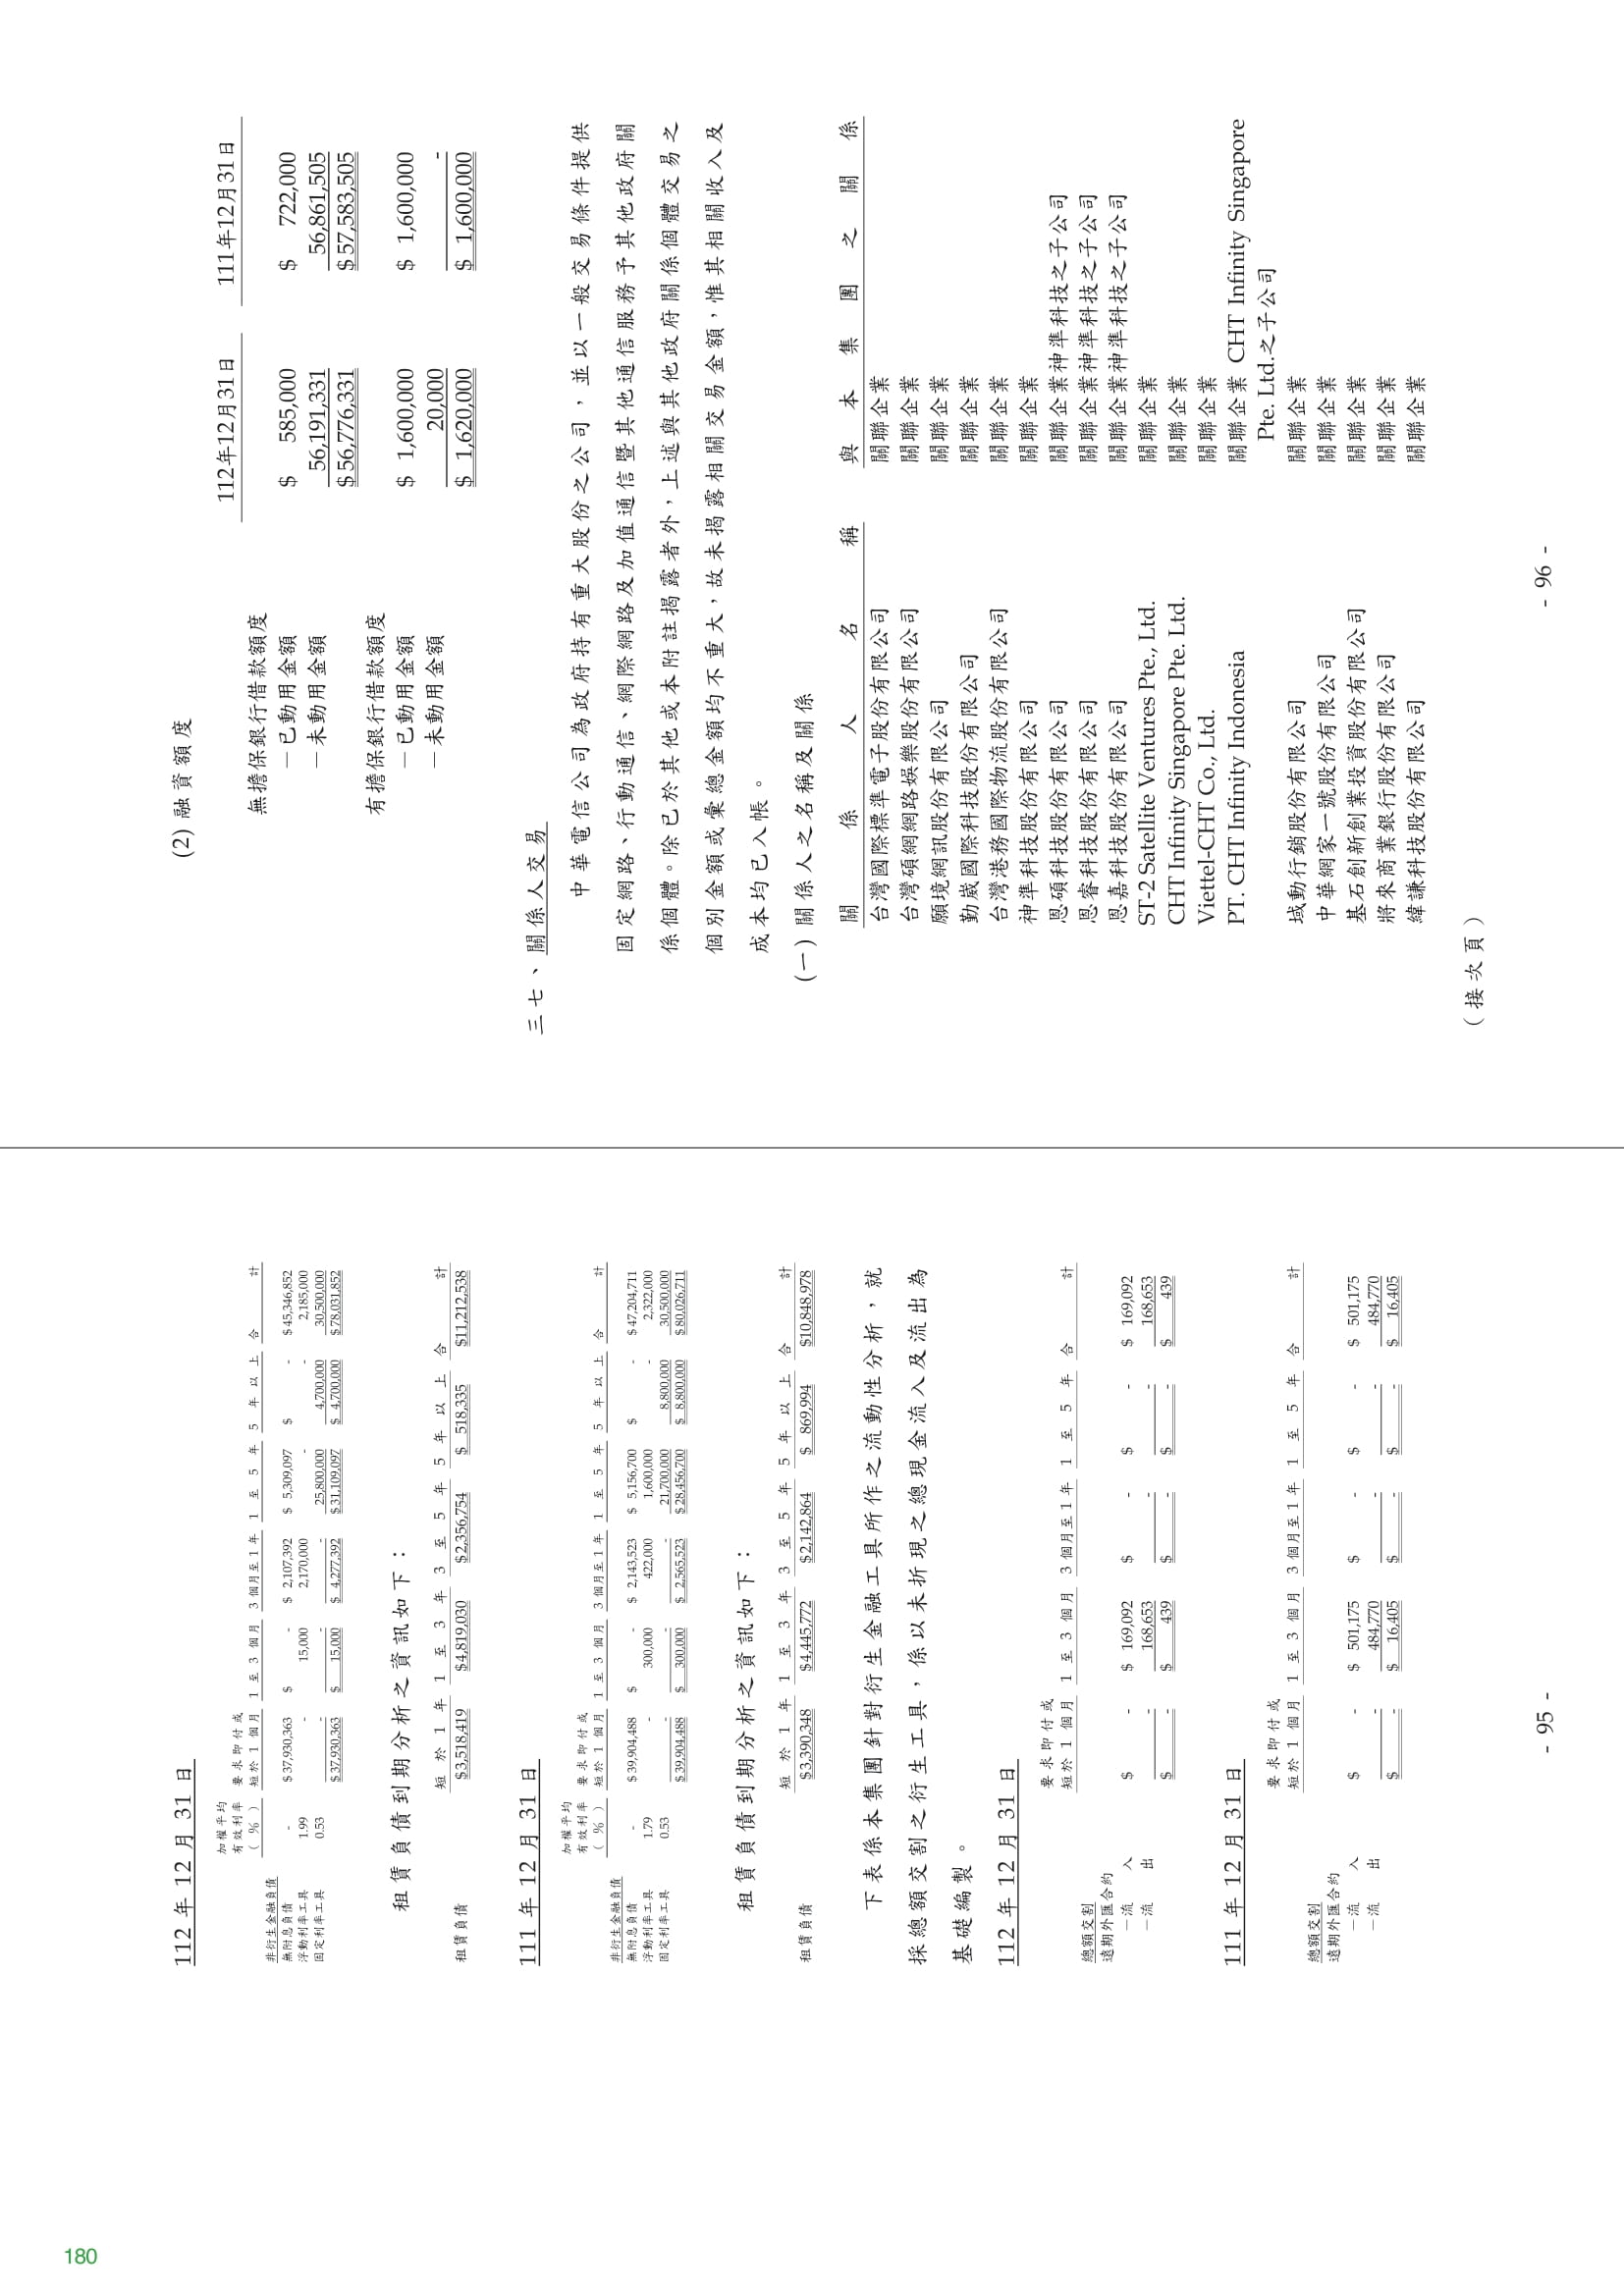 112 年 12 月 31 日
加權平均
有效利率 要求即付或
（ % ） 短於 1 個月 1 至 3 個月 3 個月至1 年 1 至 5 年 5 年以上 合計
非衍生金融負債
無附息負債 - $ 37,930,363 $ - $ 2,107,392 $ 5,309,097 $ - $ 45,346,852
浮動利率工具 1.99 - 15,000 2,170,000 - - 2,185,000
固定利率工具 0.53 - - - 25,800,000 4,700,000 30,500,000
$ 37,930,363 $ 15,000 $ 4,277,392 $ 31,109,097 $ 4,700,000 $ 78,031,852
租賃負債到期分析之資訊如下：
短於 1 年 1 至 3 年 3 至 5 年 5 年以上 合計
租賃負債 $3,518,419 $4,819,030 $2,356,754 $ 518,335 $11,212,538
111 年 12 月 31 日
加權平均
有效利率 要求即付或
（ % ） 短於 1 個月 1 至 3 個月 3 個月至1 年 1 至 5 年 5 年以上 合計
非衍生金融負債
無附息負債 - $ 39,904,488 $ - $ 2,143,523 $ 5,156,700 $ - $ 47,204,711
浮動利率工具 1.79 - 300,000 422,000 1,600,000 - 2,322,000
固定利率工具 0.53 - - - 21,700,000 8,800,000 30,500,000
$ 39,904,488 $ 300,000 $ 2,565,523 $ 28,456,700 $ 8,800,000 $ 80,026,711
租賃負債到期分析之資訊如下：
短於 1 年 1 至 3 年 3 至 5 年 5 年以上 合計
租賃負債 $3,390,348 $4,445,772 $2,142,864 $ 869,994 $10,848,978
下表係本集團針對衍生金融工具所作之流動性分析，就
採總額交割之衍生工具，係以未折現之總現金流入及流出為
基礎編製。
112 年 12 月 31 日
要求即付或
短於 1 個月 1 至 3 個月 3 個月至1 年 1 至 5 年 合計
總額交割
遠期外匯合約
－流入 $ - $ 169,092 $ - $ - $ 169,092
－流出 - 168,653 - - 168,653
$ - $ 439 $ - $ - $ 439
111 年 12 月 31 日
要求即付或
短於 1 個月 1 至 3 個月 3 個月至1 年 1 至 5 年 合計
總額交割
遠期外匯合約
－流入 $ - $ 501,175 $ - $ - $ 501,175
－流出 - 484,770 - - 484,770
$ - $ 16,405 $ - $ - $ 16,405
- 95 -
(2) 融資額度
112年12月31日 111年12月31日
無擔保銀行借款額度
－已動用金額 $ 585,000 $ 722,000
－未動用金額 56,191,331 56,861,505
$ 56,776,331 $ 57,583,505
有擔保銀行借款額度
－已動用金額 $ 1,600,000 $ 1,600,000
－未動用金額 20,000 -
$ 1,620,000 $ 1,600,000
三七、關係人交易
中華電信公司為政府持有重大股份之公司，並以一般交易條件提供
固定網路、行動通信、網際網路及加值通信暨其他通信服務予其他政府關
係個體。除已於其他或本附註揭露者外，上述與其他政府關係個體交易之
個別金額或彙總金額均不重大，故未揭露相關交易金額，惟其相關收入及
成本均已入帳。
(一) 關係人之名稱及關係
關係人名稱 與本集團之關係
台灣國際標準電子股份有限公司 關聯企業
台灣碩網網路娛樂股份有限公司 關聯企業
願境網訊股份有限公司 關聯企業
勤崴國際科技股份有限公司 關聯企業
台灣港務國際物流股份有限公司 關聯企業
神準科技股份有限公司 關聯企業
恩碩科技股份有限公司 關聯企業神準科技之子公司
恩睿科技股份有限公司 關聯企業神準科技之子公司
恩嘉科技股份有限公司 關聯企業神準科技之子公司
ST-2 Satellite Ventures Pte., Ltd. 關聯企業
CHT Infinity Singapore Pte. Ltd. 關聯企業
Viettel-CHT Co., Ltd. 關聯企業
PT. CHT Infinity Indonesia 關聯企業 CHT Infinity Singapore
Pte. Ltd.之子公司
域動行銷股份有限公司 關聯企業
中華網家一號股份有限公司 關聯企業
基石創新創業投資股份有限公司 關聯企業
將來商業銀行股份有限公司 關聯企業
緯謙科技股份有限公司 關聯企業
（接次頁）
- 96 -
180